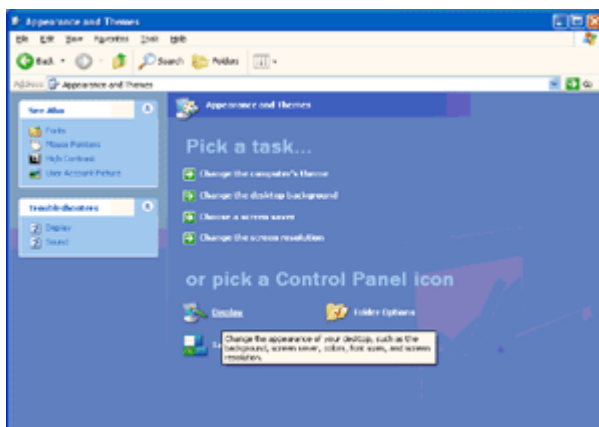 Appearance and Themes
File Edit View Favorites Tools Help
Back Search Folders
Address Appearance and Themes
See Also
Fonts
Mouse Pointers
High Contrast
User Account Picture
Troubleshooters
Display
Sound
Appearance and Themes
Pick a task...
Change the computer's theme
Change the desktop background
Choose a screen saver
Change the screen resolution
or pick a Control Panel icon
Display
Folder Options
Change the appearance of your desktop, such as the
background, screen saver, colors, font sizes, and screen
resolution.